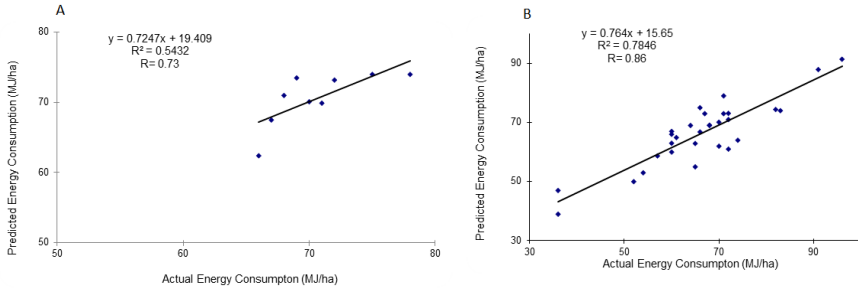 A
y = 0.7247x + 19.409
R² = 0.5432
R= 0.73
80
70
60
50
50
60
70
80
Predicted Energy Consumption (MJ/ha)
Actual Energy Consumpton (MJ/ha)
B
y = 0.764x + 15.65
R² = 0.7846
R= 0.86
90
70
50
30
30
50
70
90
Predicted Energy Consumption (MJ/ha)
Actual Energy Consumpton (MJ/ha)